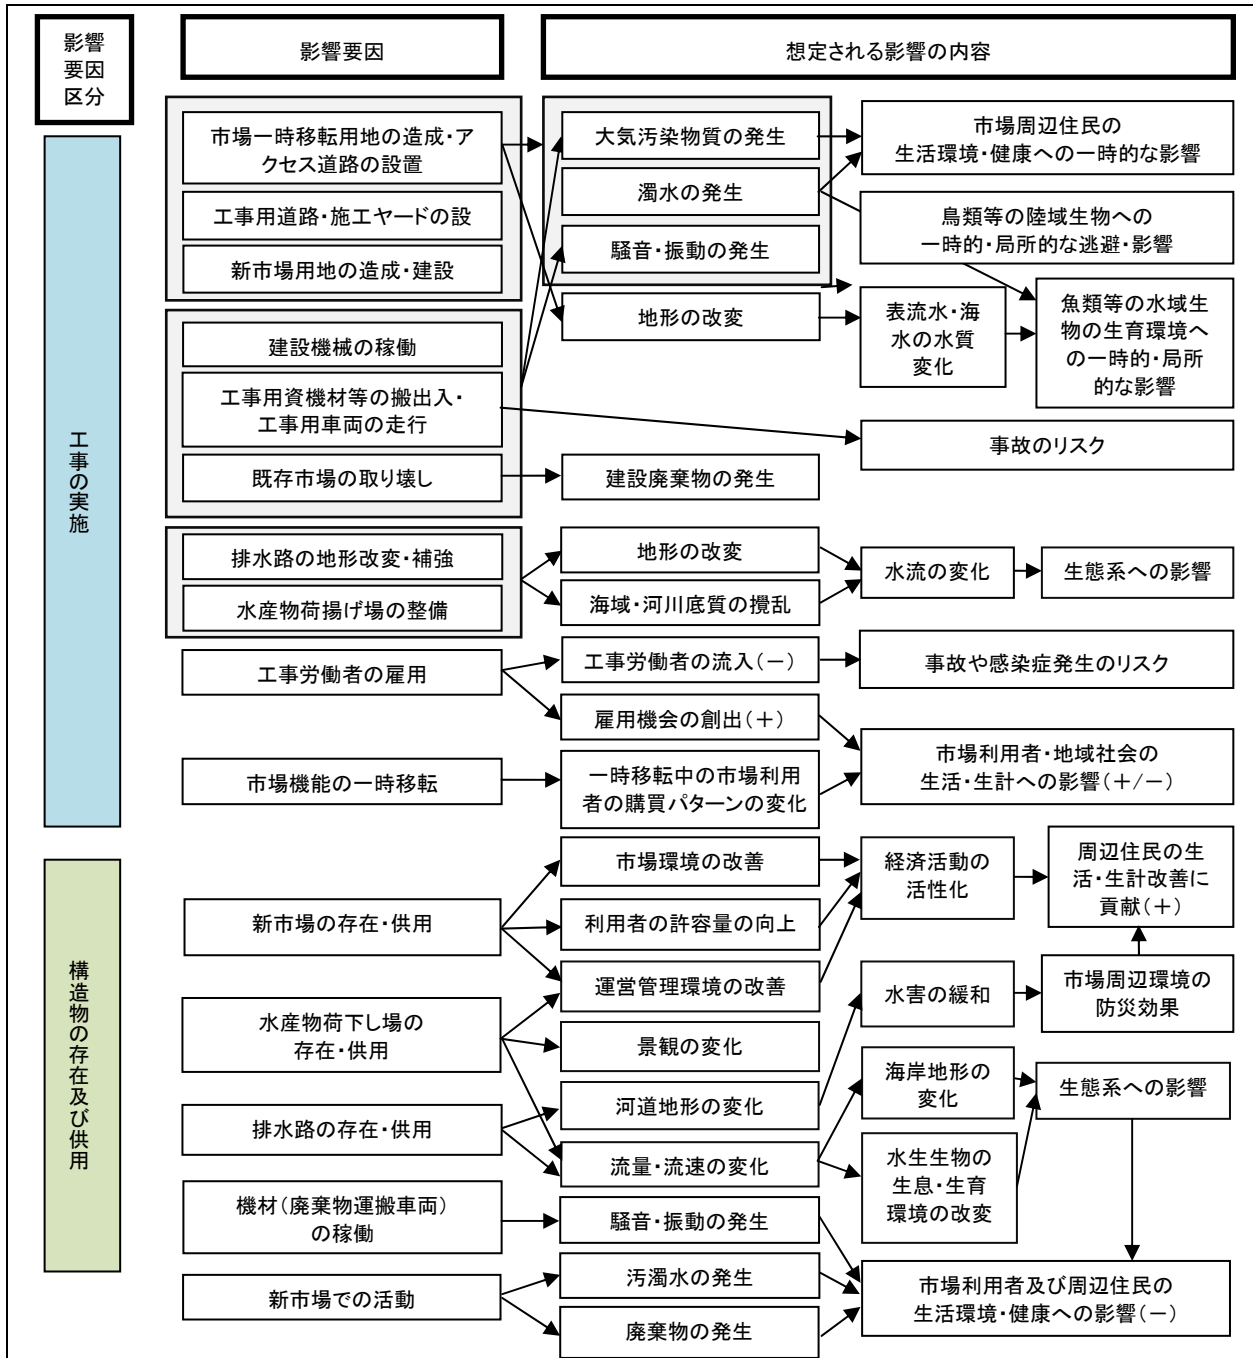 影響
要因
区分
影響要因
想定される影響の内容
工事の実施
市場一時移転用地の造成・ア
クセス道路の設置
工事用道路・施工ヤードの設
新市場用地の造成・建設
大気汚染物質の発生
濁水の発生
騒音・振動の発生
地形の改変
市場周辺住民の
生活環境・健康への一時的な影響
鳥類等の陸域生物への
一時的・局所的な逃避・影響
表流水・海
水の水質
変化
魚類等の水域生
物の生育環境へ
の一時的・局所
的な影響
建設機械の稼働
工事用資機材等の搬出入・
工事用車両の走行
既存市場の取り壊し
事故のリスク
建設廃棄物の発生
排水路の地形改変・補強
水産物荷揚げ場の整備
地形の改変
海域・河川底質の攪乱
水流の変化
生態系への影響
工事労働者の雇用
工事労働者の流入(－)
事故や感染症発生のリスク
雇用機会の創出(＋)
市場機能の一時移転
一時移転中の市場利用
者の購買パターンの変化
市場利用者・地域社会の
生活・生計への影響(＋/－)
構造物の存在及び供用
新市場の存在・供用
市場環境の改善
利用者の許容量の向上
運営管理環境の改善
経済活動の
活性化
周辺住民の生
活・生計改善に
貢献(＋)
水産物荷下し場の
存在・供用
景観の変化
水害の緩和
市場周辺環境の
防災効果
排水路の存在・供用
河道地形の変化
流量・流速の変化
海岸地形の
変化
水生生物の
生息・生育
環境の改変
生態系への影響
機材(廃棄物運搬車両)
の稼働
騒音・振動の発生
新市場での活動
汚濁水の発生
廃棄物の発生
市場利用者及び周辺住民の
生活環境・健康への影響(－)